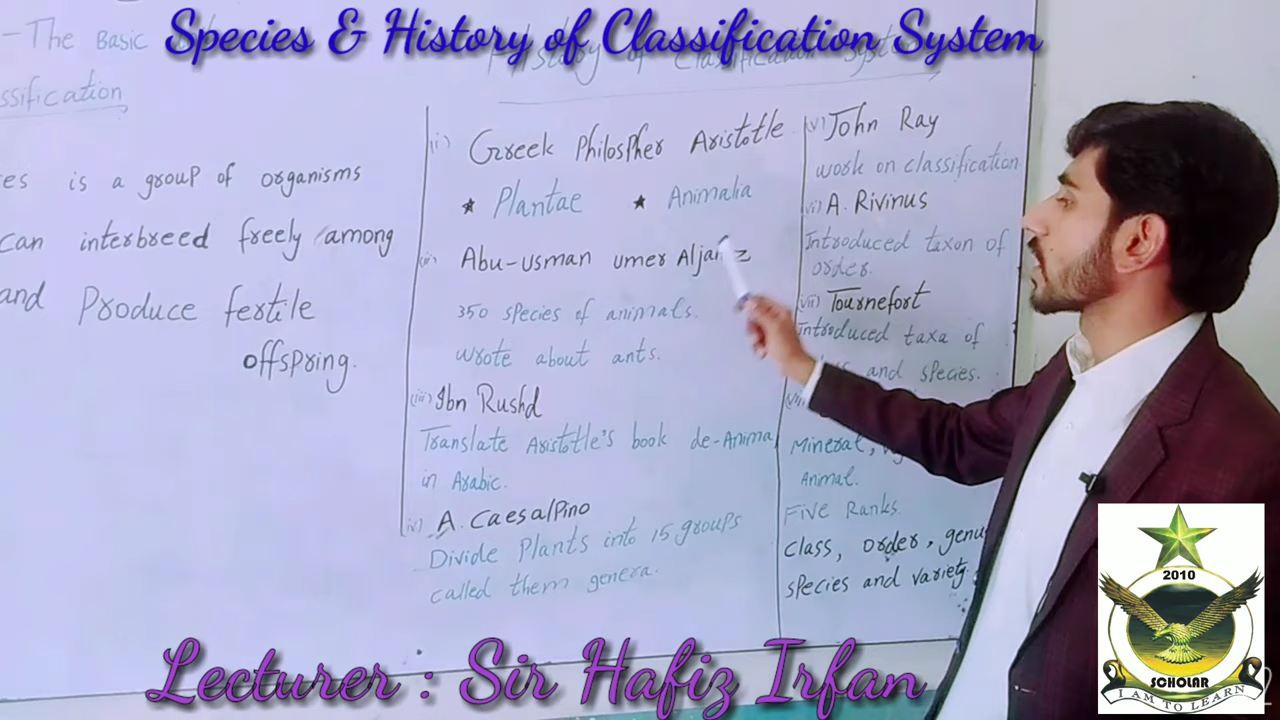 Species & History of Classification System
-The Basic
ssification
History of Classification Syste
es is a group of organisms
can interbreed freely among
and Produce fertile
offspring.
(i) Greek Philospher Aristotle
★ Plantae ★ Animalia
(ii) Abu-usman umer
350 species of animals.
wrote about ants.
(iii) Ibn Rushd
Translate Aristotle's book de-Anima
in Arabic.
iv) A. Caesalpino
Divide Plants into 15 groups
called them genera.
(v) John Ray
work on classification
vi) A. Rivinus
Introduced taxon of
order.
(vii) Tournefort
Introduced taxa of
and species.
Mineral,
Animal.
Five Ranks.
Class, order, genu
species and variety.
Lecturer : Sir Hafiz Irfan
2010
SCHOLAR
I AM TO LEARN